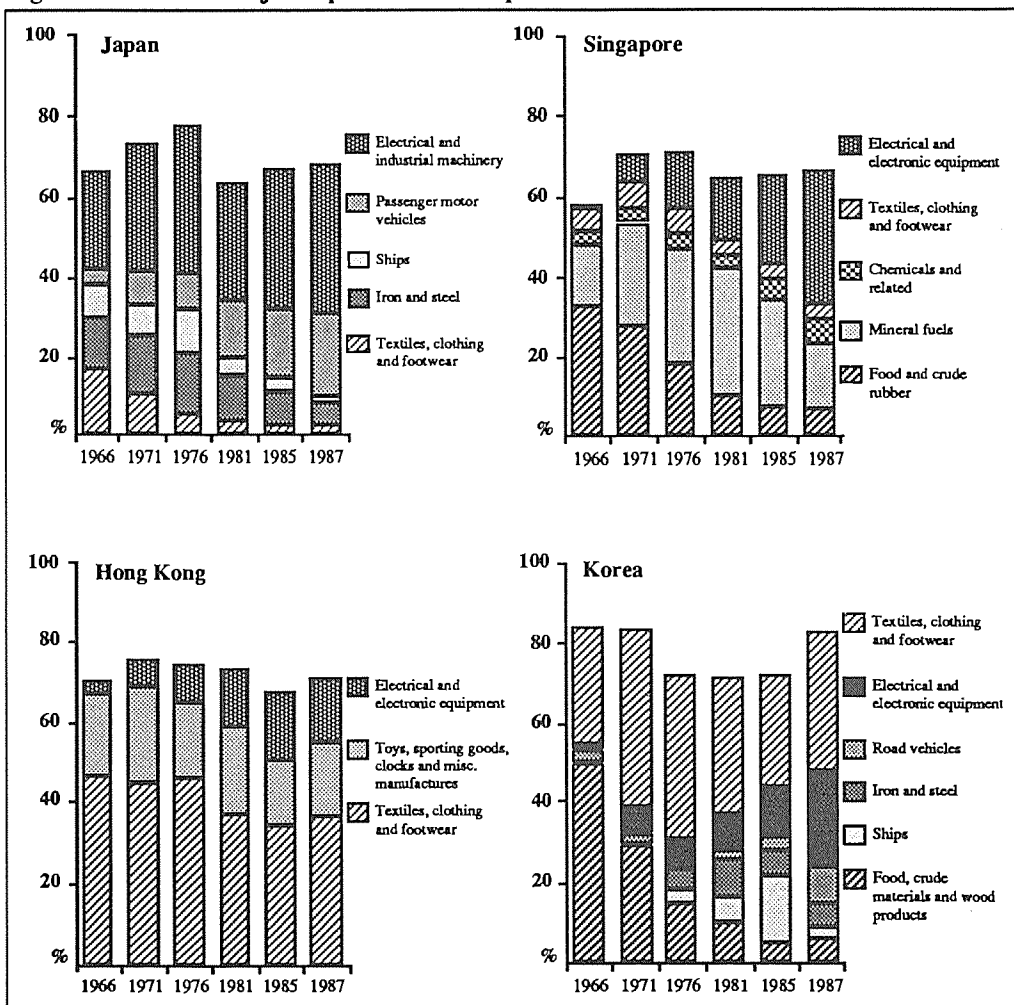 100
Japan
80
60
40
20
%
1966 1971 1976 1981 1985 1987
Electrical and
industrial machinery
Passenger motor
vehicles
Ships
Iron and steel
Textiles, clothing
and footwear
100
Singapore
80
60
40
20
%
1966 1971 1976 1981 1985 1987
Electrical and
electronic equipment
Textiles, clothing
and footwear
Chemicals and
related
Mineral fuels
Food and crude
rubber
100
Hong Kong
80
60
40
20
%
1966 1971 1976 1981 1985 1987
Electrical and
electronic equipment
Toys, sporting goods,
clocks and misc.
manufactures
Textiles, clothing
and footwear
100
Korea
80
60
40
20
%
1966 1971 1976 1981 1985 1987
Textiles, clothing
and footwear
Electrical and
electronic equipment
Road vehicles
Iron and steel
Ships
Food, crude
materials and wood
products